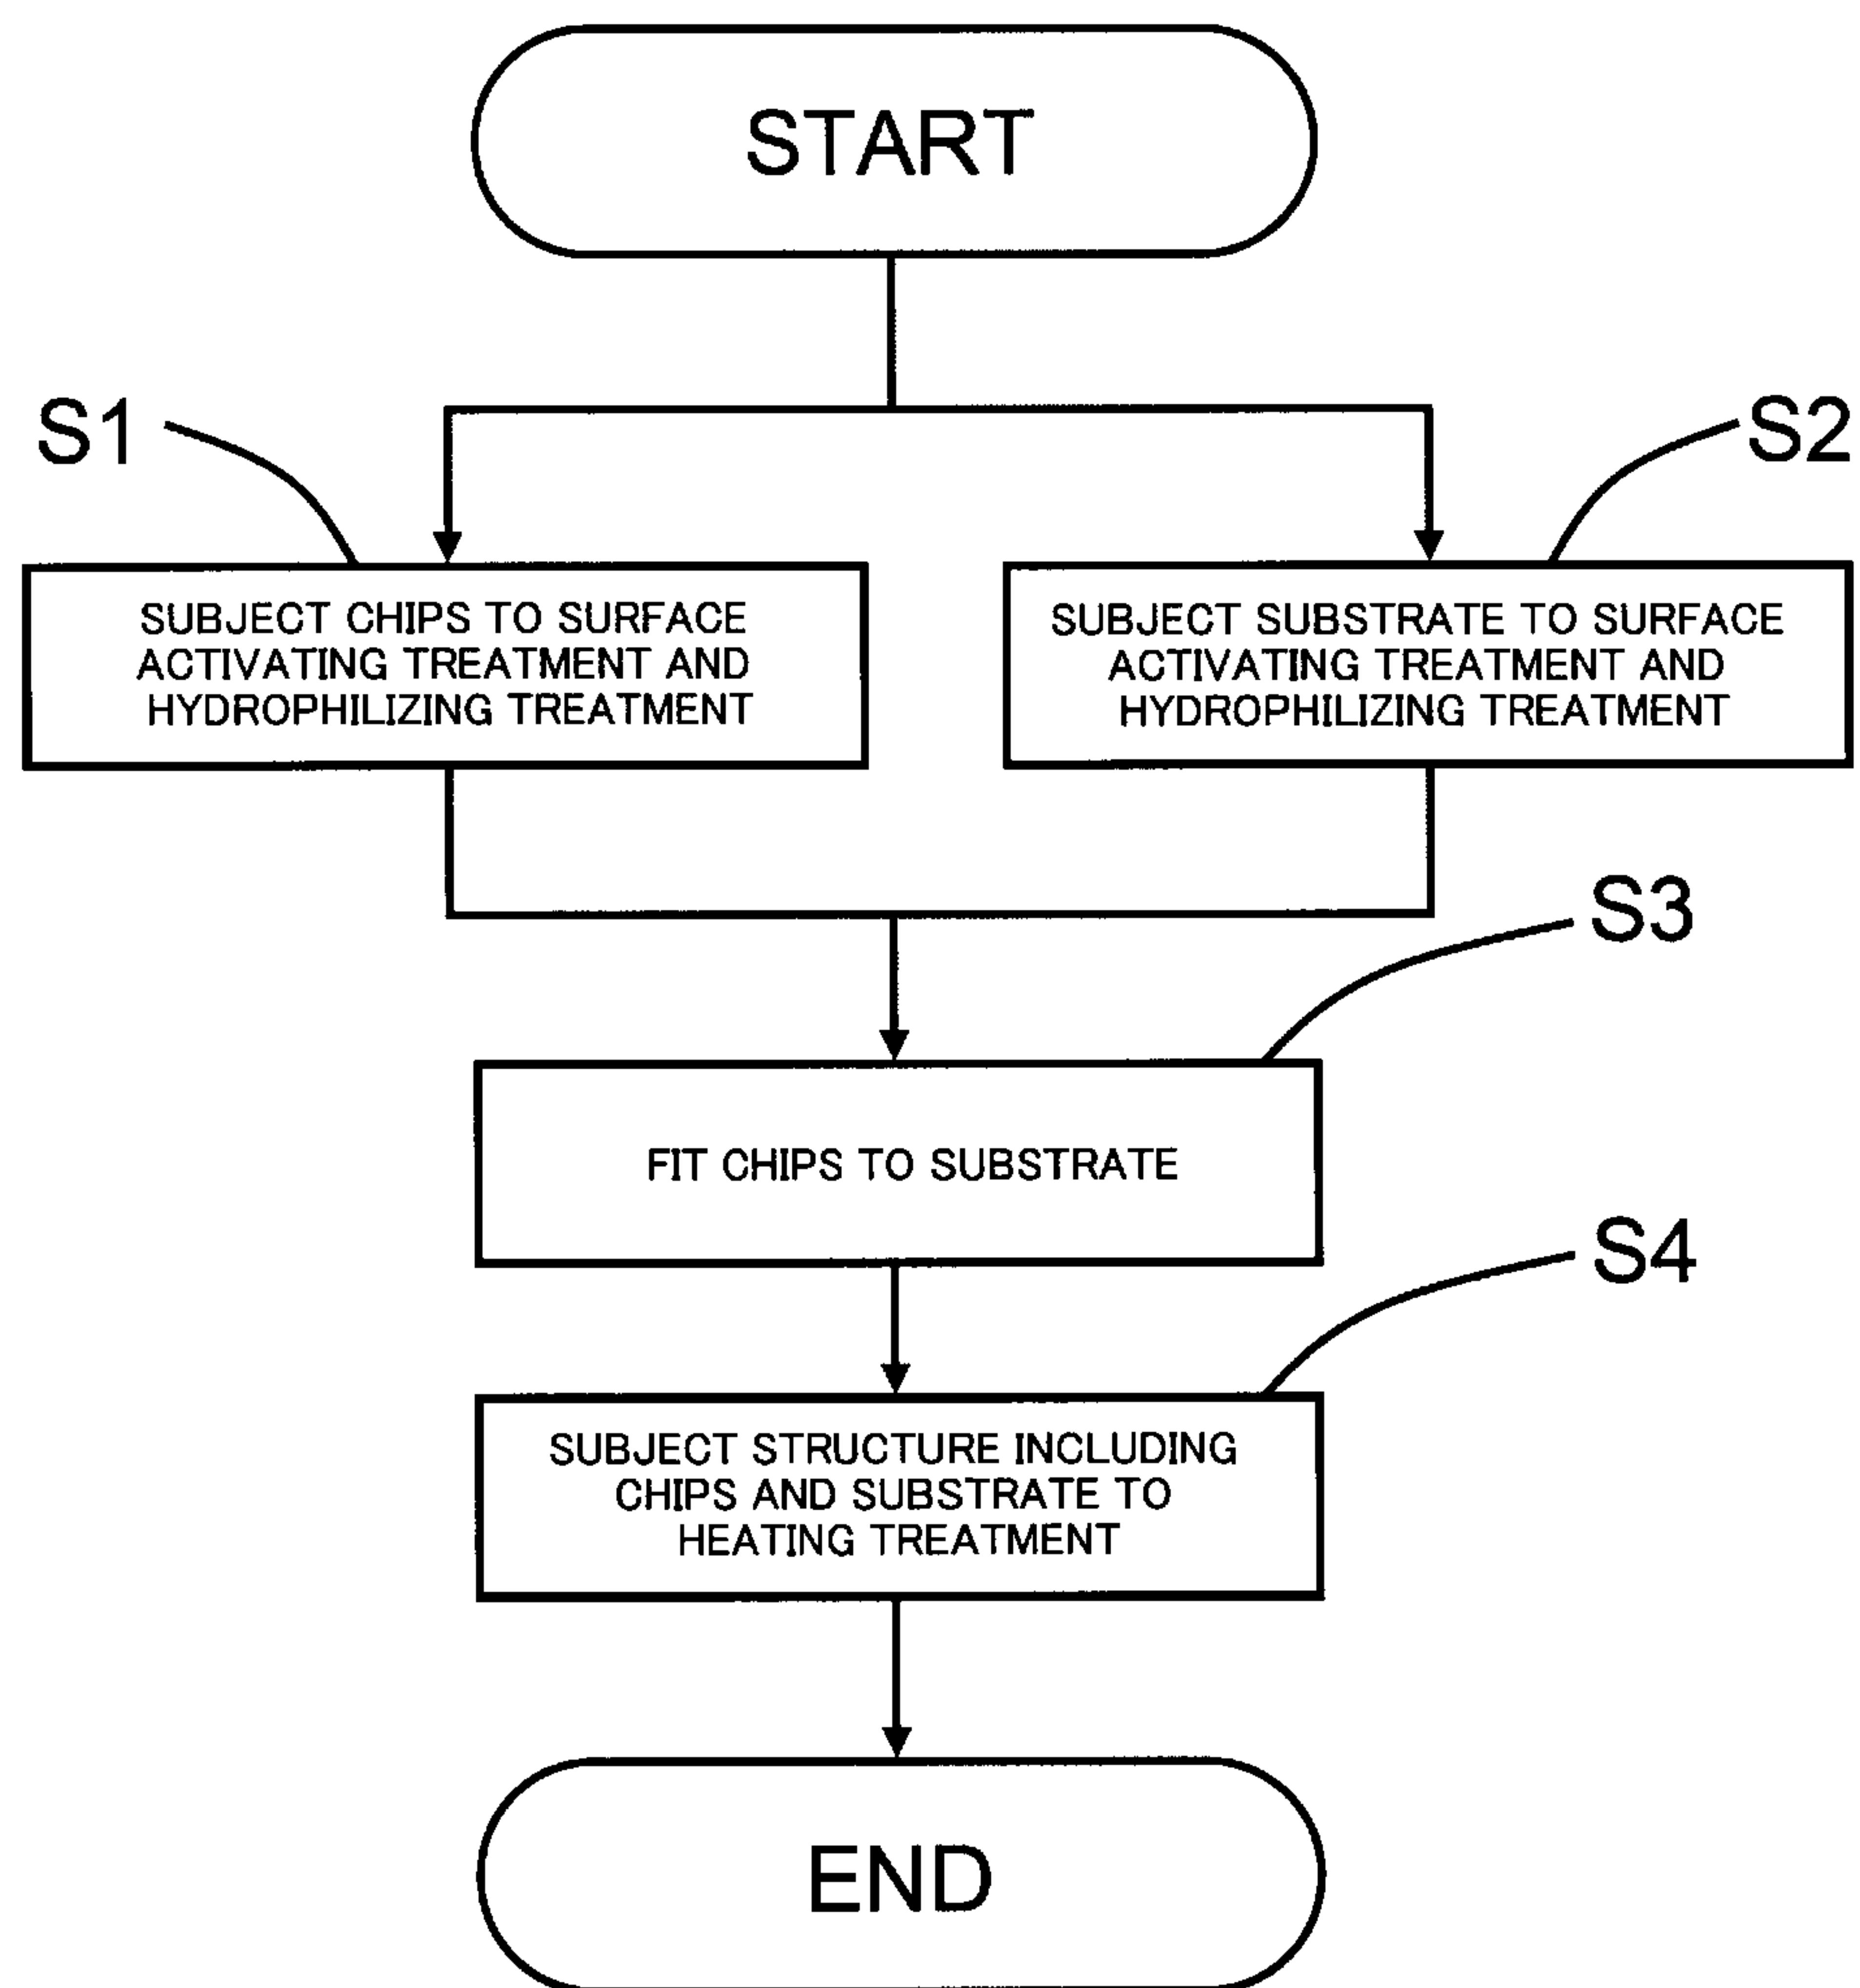 START
S1
S2
SUBJECT CHIPS TO SURFACE
ACTIVATING TREATMENT AND
HYDROPHILIZING TREATMENT
SUBJECT SUBSTRATE TO SURFACE
ACTIVATING TREATMENT AND
HYDROPHILIZING TREATMENT
S3
FIT CHIPS TO SUBSTRATE
S4
SUBJECT STRUCTURE INCLUDING
CHIPS AND SUBSTRATE TO
HEATING TREATMENT
END